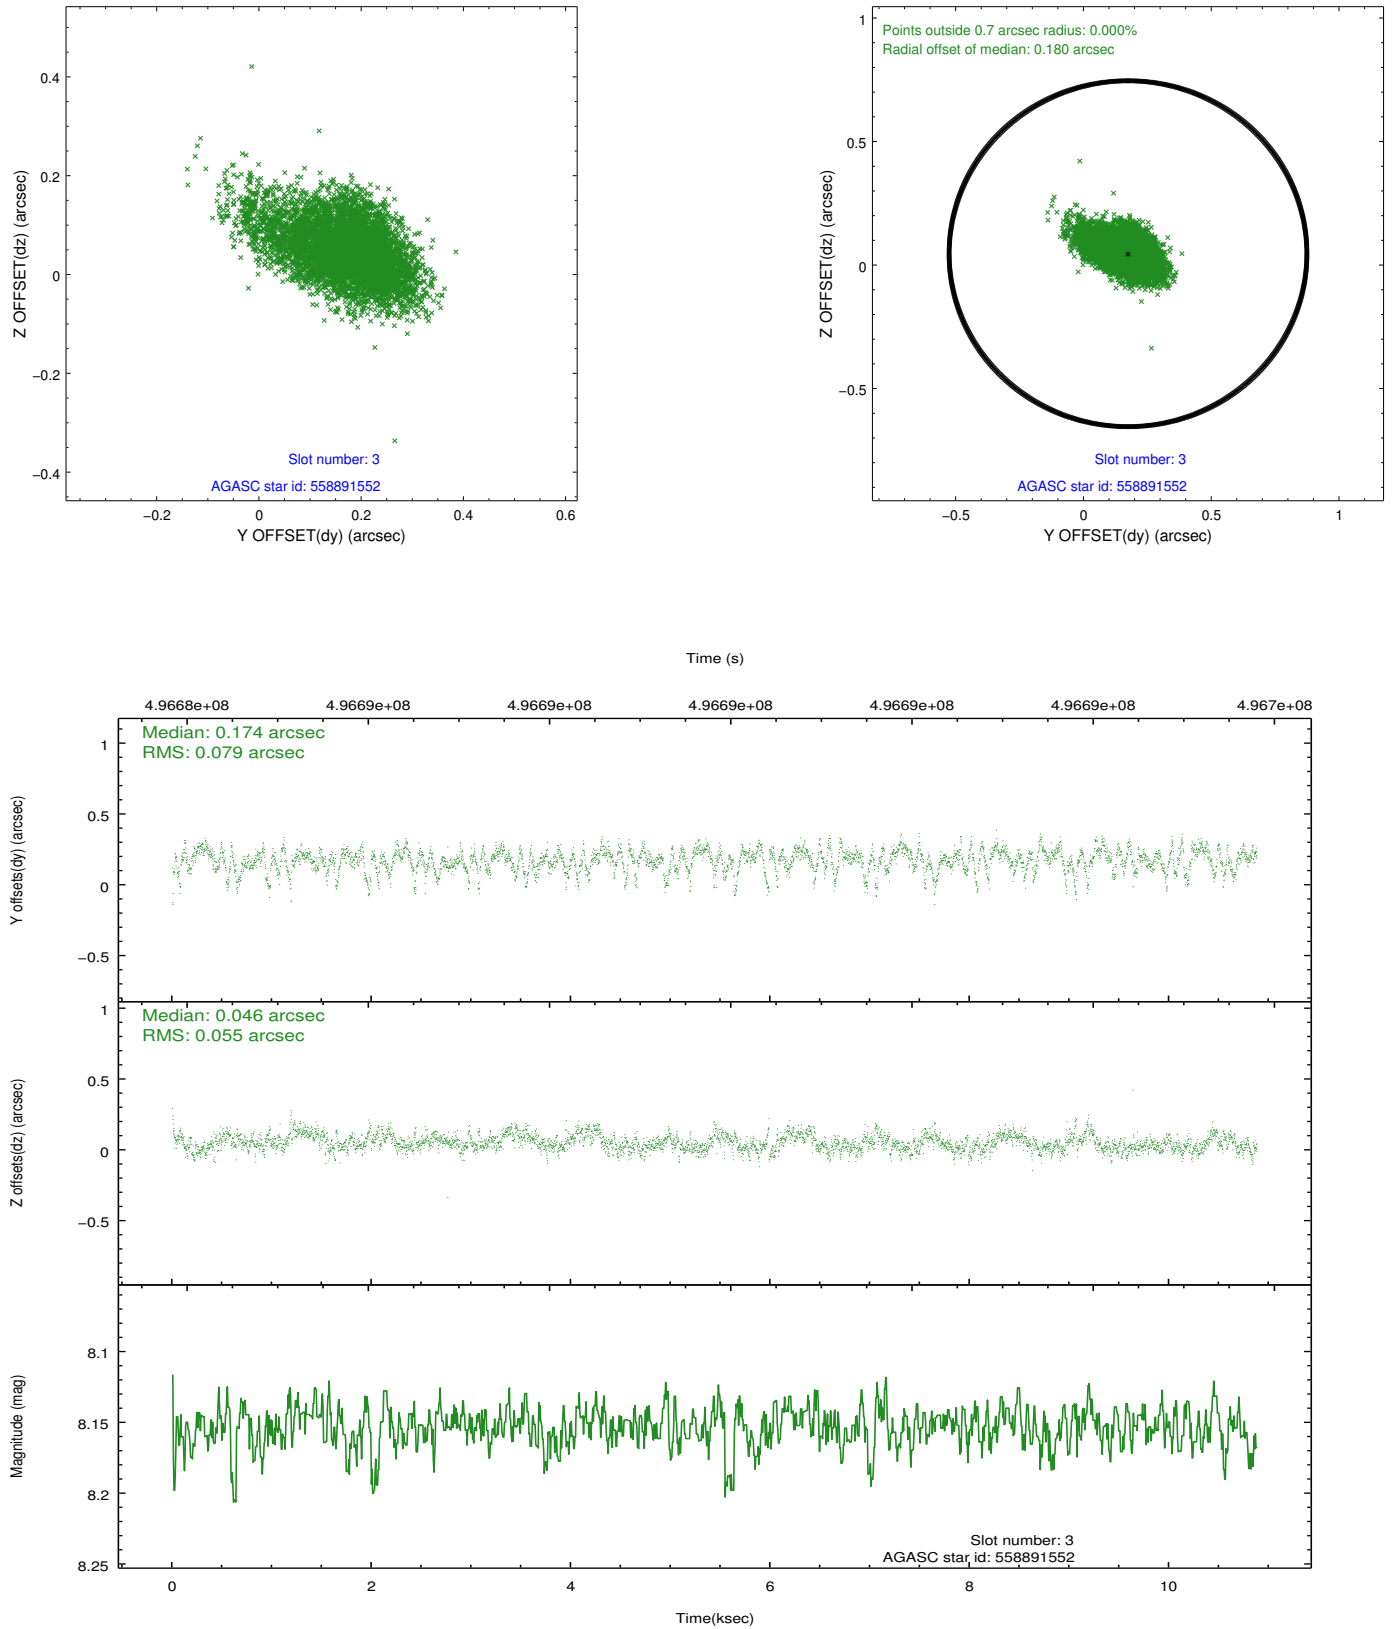 0.4
0.2
0
−0.2
−0.4
Z OFFSET(dz) (arcsec)
Slot number: 3
AGASC star id: 558891552
−0.2 0 0.2 0.4 0.6
Y OFFSET(dy) (arcsec)
Points outside 0.7 arcsec radius: 0.000%
Radial offset of median: 0.180 arcsec
1
0.5
0
−0.5
Z OFFSET(dz) (arcsec)
Slot number: 3
AGASC star id: 558891552
−0.5 0 0.5 1
Y OFFSET(dy) (arcsec)
Time (s)
4.9668e+08 4.9669e+08 4.9669e+08 4.9669e+08 4.9669e+08 4.9669e+08 4.967e+08
Median: 0.174 arcsec
RMS: 0.079 arcsec
1
0.5
0
−0.5
Y offsets(dy) (arcsec)
Median: 0.046 arcsec
RMS: 0.055 arcsec
1
0.5
0
−0.5
Z offsets(dz) (arcsec)
8.1
8.15
8.2
8.25
Magnitude (mag)
Slot number: 3
AGASC star id: 558891552
0 2 4 6 8 10
Time(ksec)